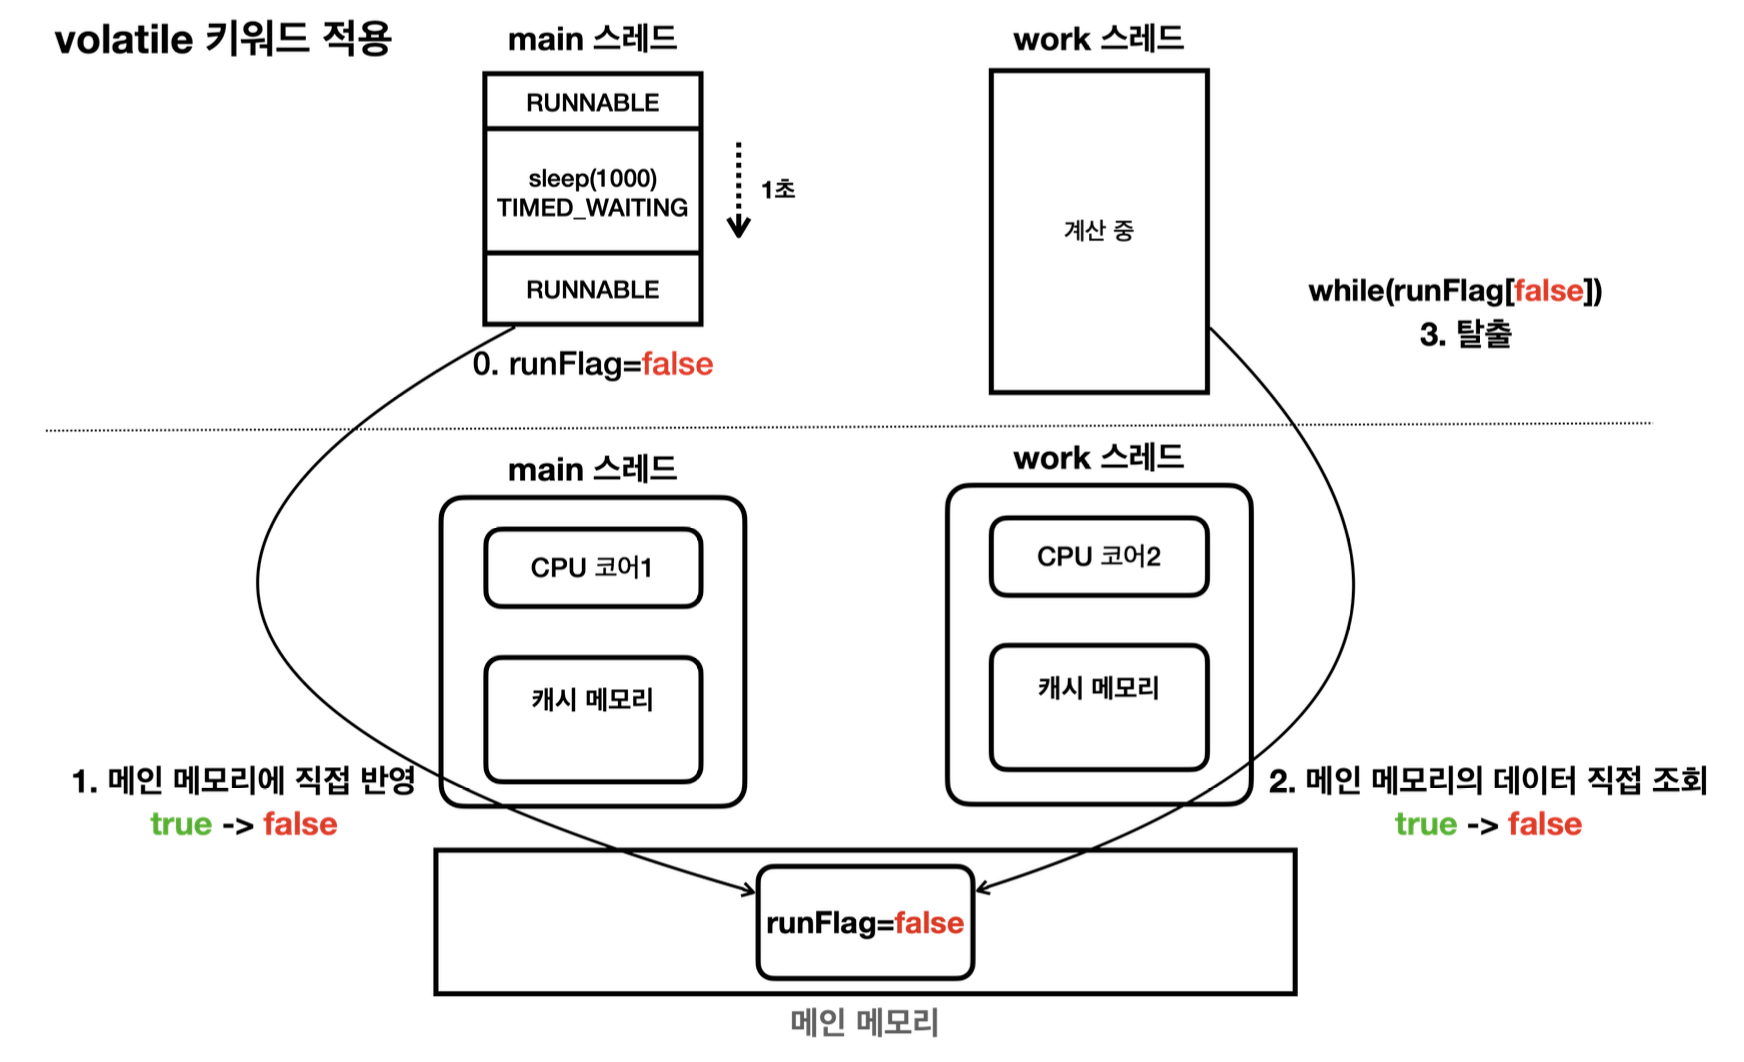 volatile 키워드 적용
main 스레드
RUNNABLE
sleep(1000)
TIMED_WAITING
RUNNABLE
1초
0. runFlag=false
work 스레드
계산 중
while(runFlag[false])
3. 탈출
main 스레드
CPU 코어1
캐시 메모리
work 스레드
CPU 코어2
캐시 메모리
1. 메인 메모리에 직접 반영
true -> false
2. 메인 메모리의 데이터 직접 조회
true -> false
runFlag=false
메인 메모리